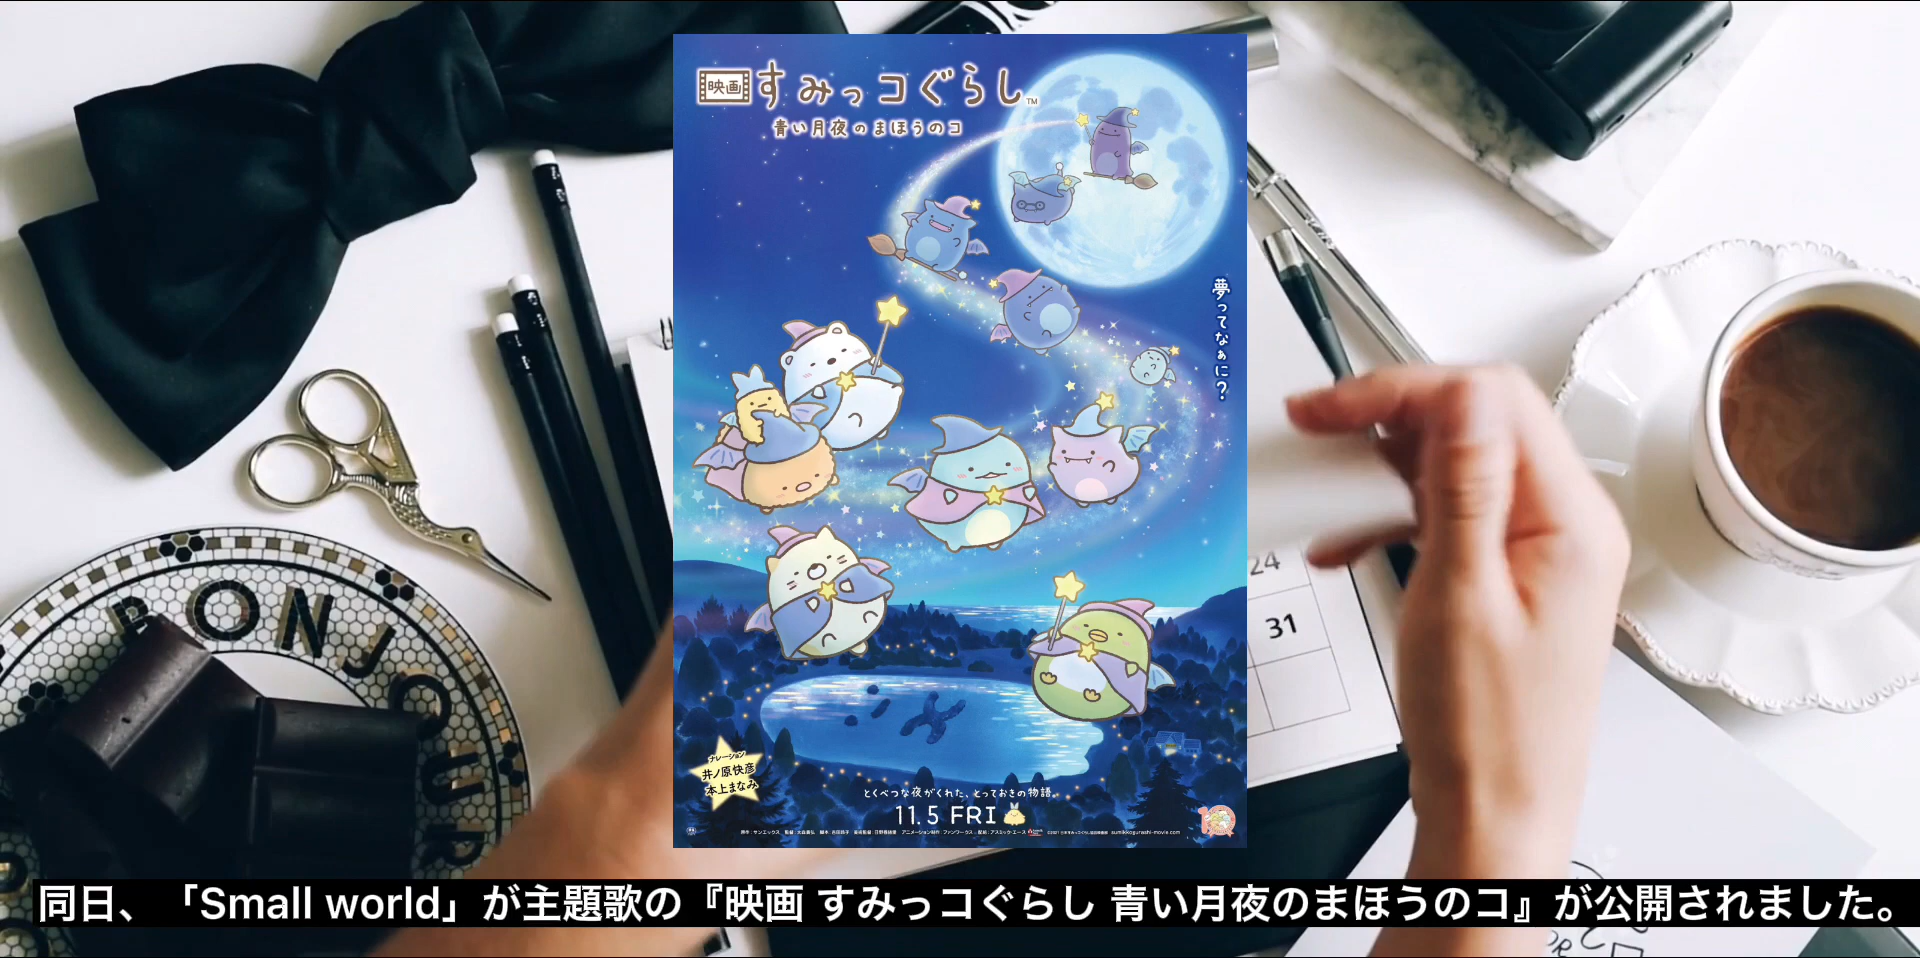 映画
すみっコぐらし
TM
青い月夜のまほうのコ
夢ってなぁに?
ナレーション
井ノ原快彦
本上まなみ
とくべつな夜がくれた、とっておきの物語。
11.5 FRI
sumikkogurashi-movie.com
BONJOUR
24
31
同日、「Small world」が主題歌の『映画 すみっコぐらし 青い月夜のまほうのコ』が公開されました。